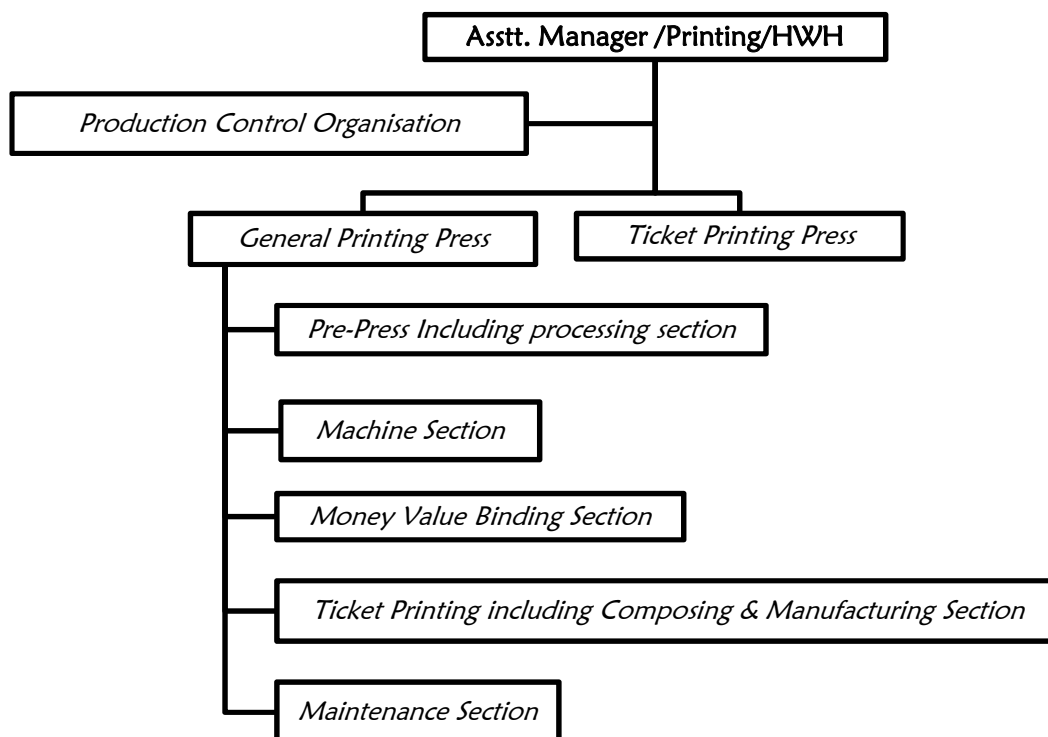 Asstt. Manager /Printing/HWH
Production Control Organisation
General Printing Press
Ticket Printing Press
Pre-Press Including processing section
Machine Section
Money Value Binding Section
Ticket Printing including Composing & Manufacturing Section
Maintenance Section